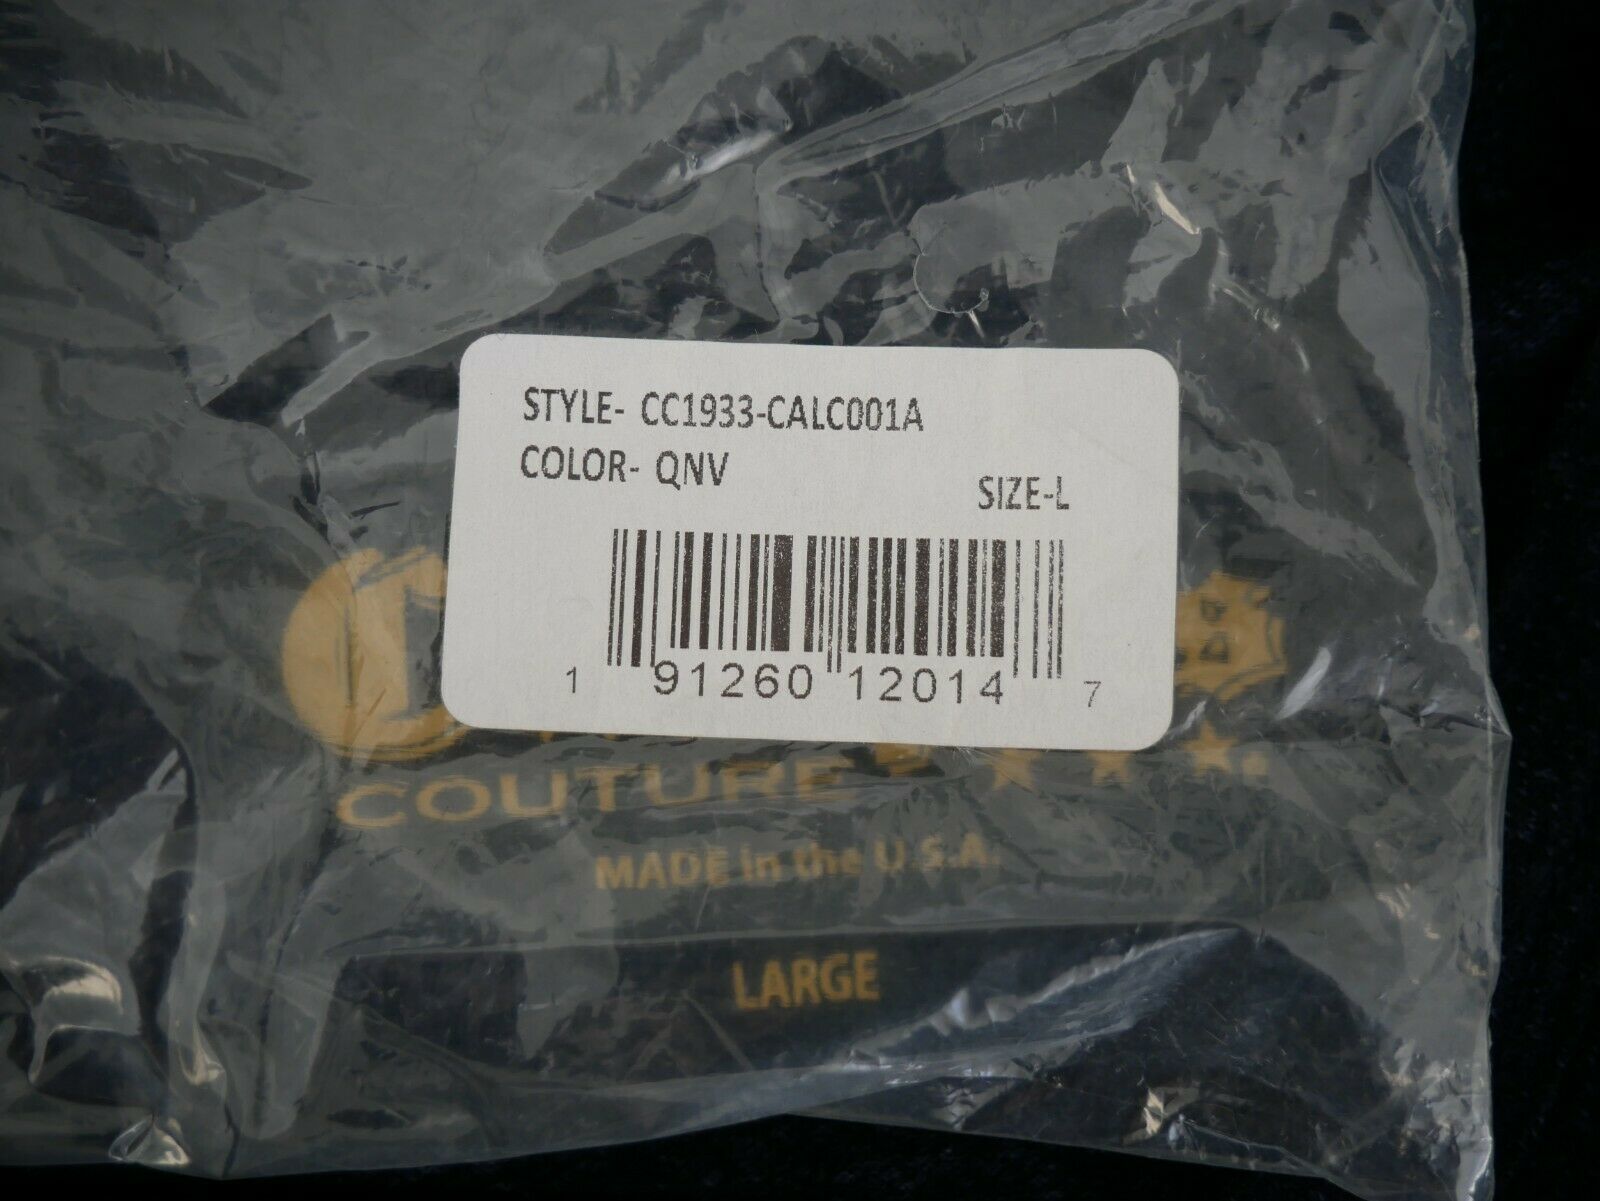 STYLE- CC1933-CALC001A
COLOR- QNV
SIZE-L
1 91260 12014 7
COUTURE
MADE in the U.S.A.
LARGE